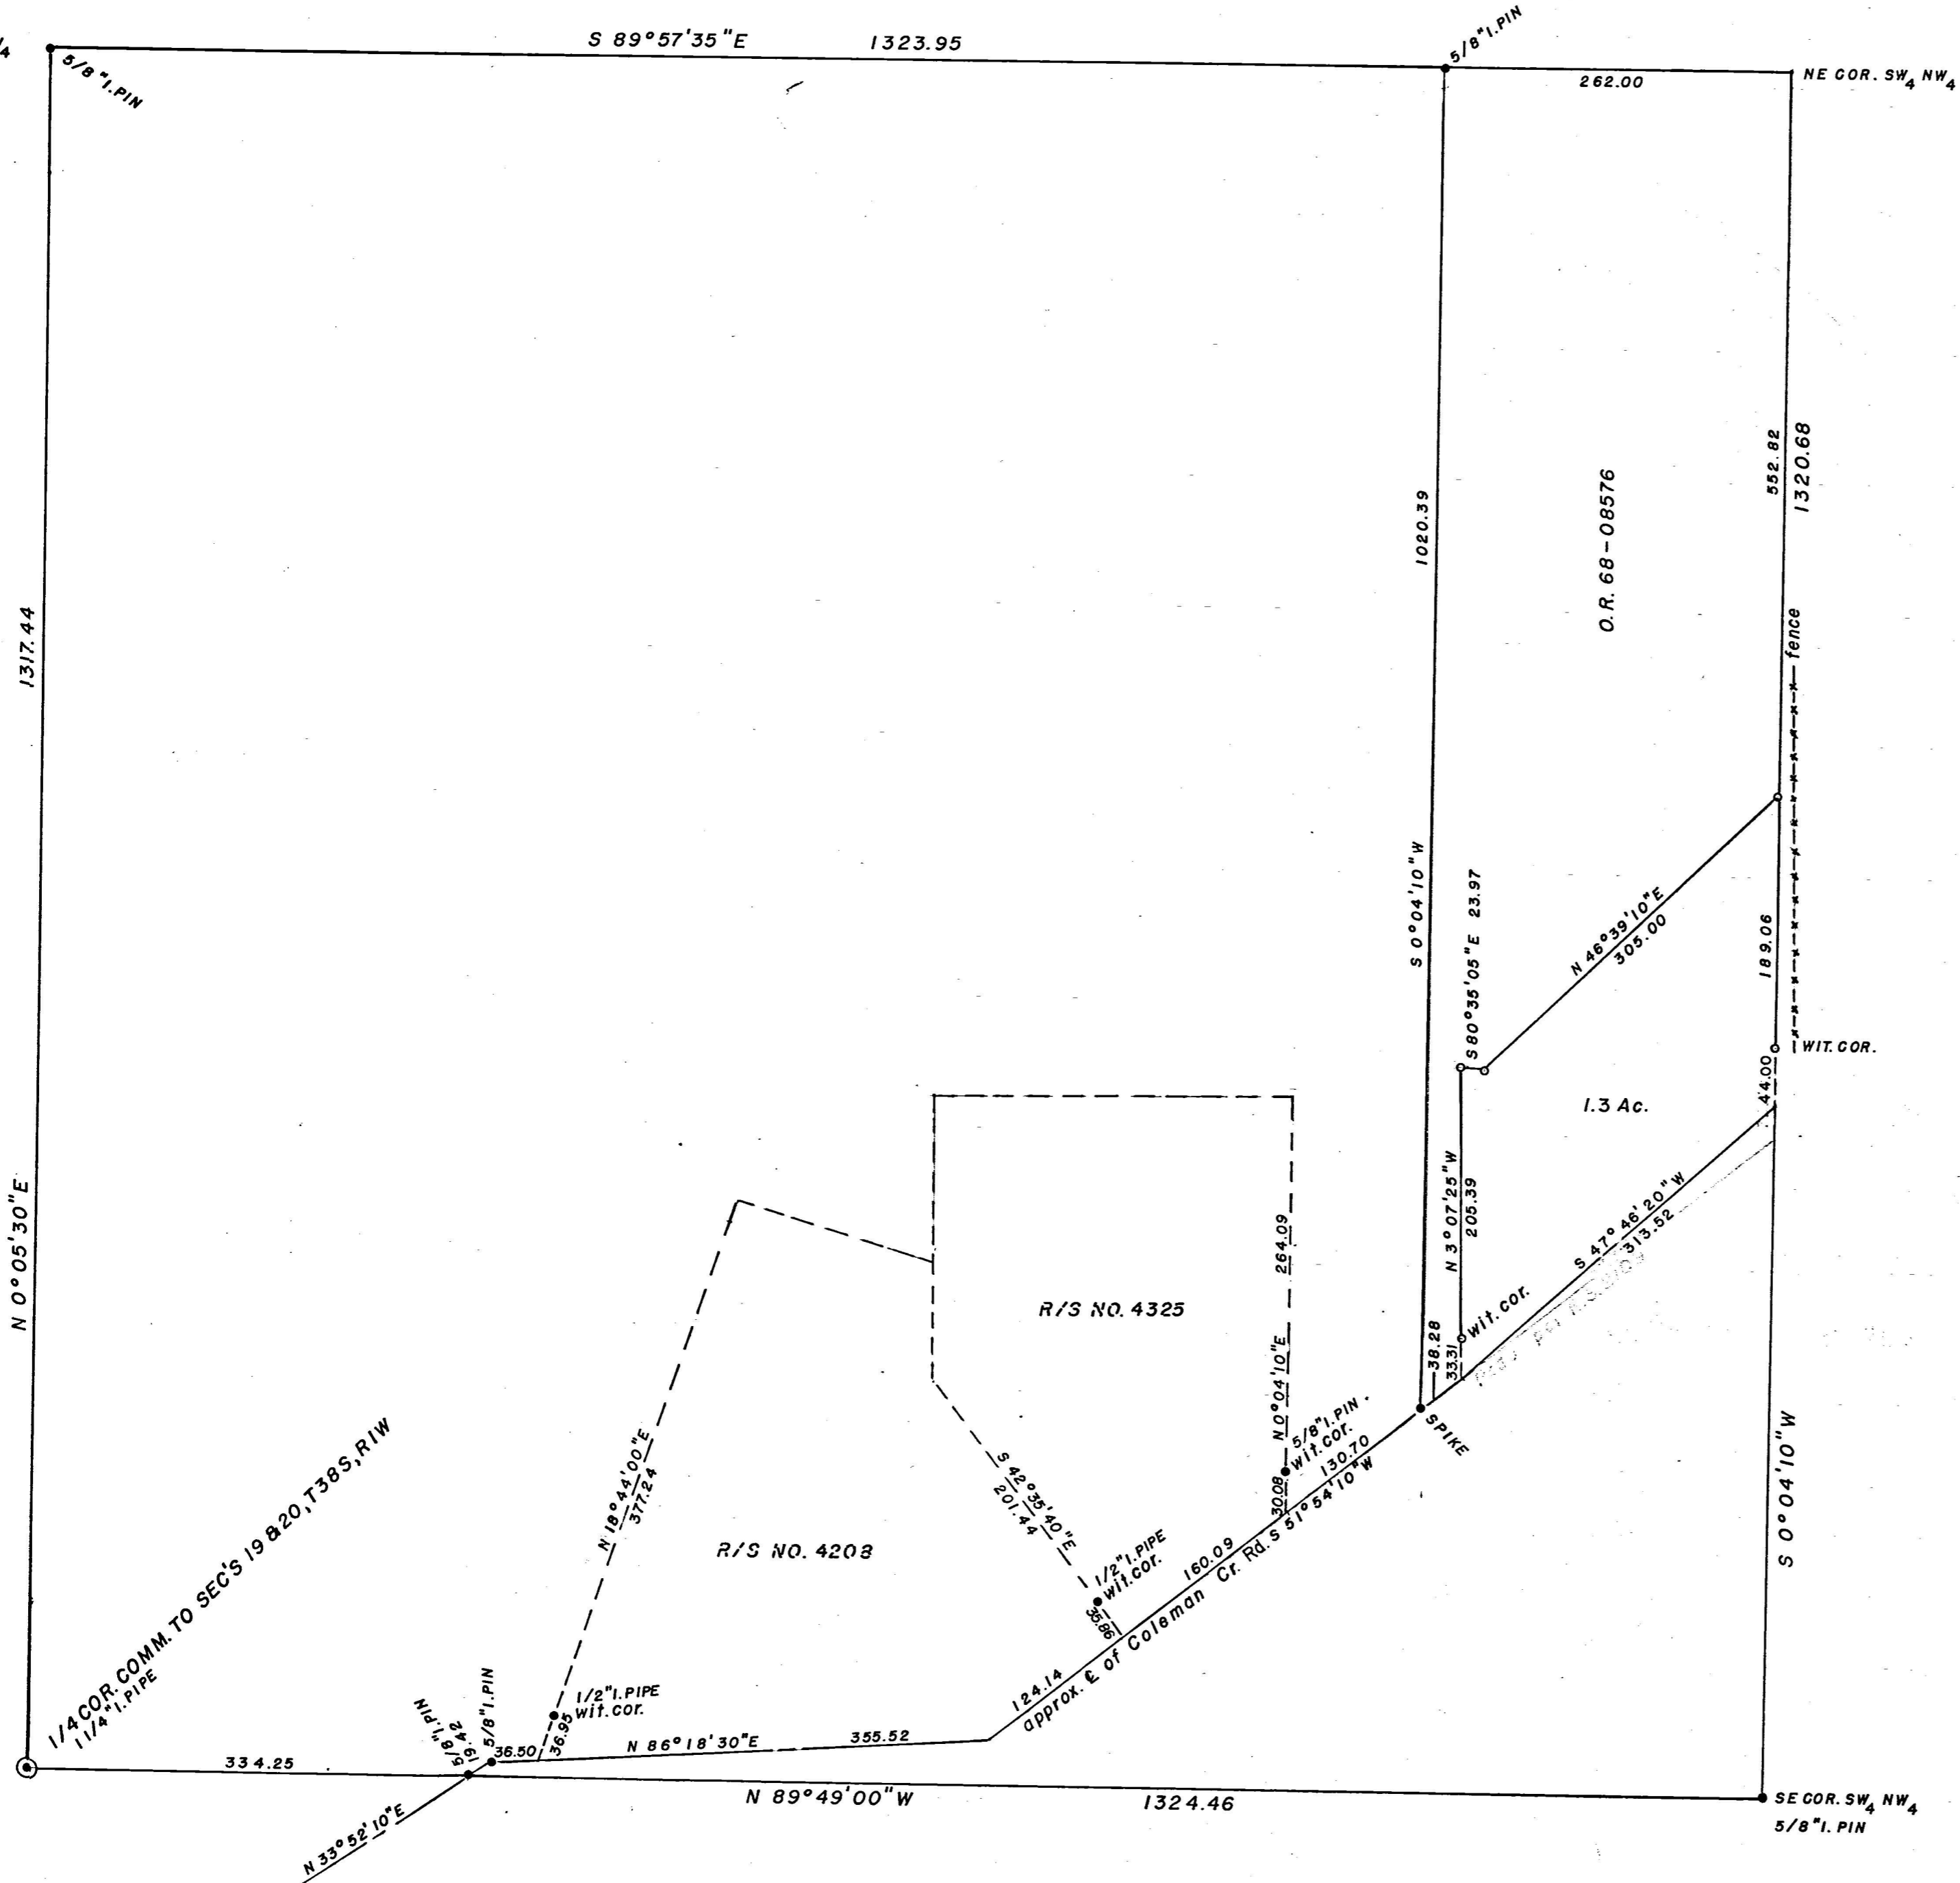 /4
5/8"I.PIN
S 89°57'35"E 1323.95
5/8"I.PIN
262.00
NE COR. SW4 NW4
552.82
1320.68
1020.39
O.R. 68-08576
1317.44
fence
S 0°04'10"W
S80°35'05"E 23.97
N 46°39'10"E
305.00
189.06
WIT. COR.
44.00
1.3 Ac.
N 0°05'30"E
N 3°07'25"W
205.39
S 47°46'20"W
313.52
264.09
N 0°04'10"E
R/S NO. 4325
38.28
33.31
wit. cor.
SPIKE
5/8"I.PIN
wit. cor.
130.70
30.08
S 0°04'10"W
N 18°44'00"E
377.24
S 42°35'40"E
201.44
R/S NO. 4208
1/2"I.PIPE
wit. cor.
35.86
160.09
approx. ℄ of Coleman Cr. Rd. S 51°54'10"W
124.14
1/4 COR. COMM. TO SEC'S 19 & 20, T38S, R1W
1 1/4"I.PIPE
5/8"I.PIN
19.42
5/8"I.PIN
1/2"I.PIPE
wit. cor.
36.50
36.95
N 86°18'30"E 355.52
334.25
N 89°49'00"W 1324.46
SE COR. SW4 NW4
5/8"I. PIN
N 33°52'10"E